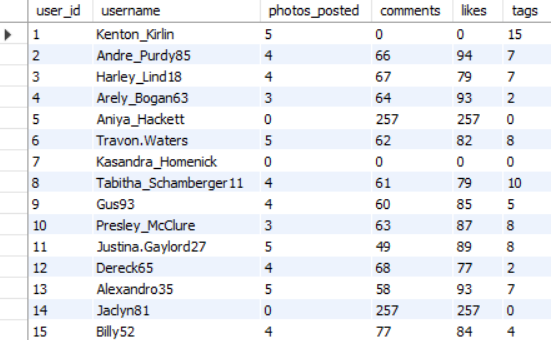 user_id username photos_posted comments likes tags
1 Kenton_Kirlin 5 0 0 15
2 Andre_Purdy85 4 66 94 7
3 Harley_Lind18 4 67 79 7
4 Arely_Bogan63 3 64 93 2
5 Aniya_Hackett 0 257 257 0
6 Travon.Waters 5 62 82 8
7 Kasandra_Homenick 0 0 0 0
8 Tabitha_Schamberger11 4 61 79 10
9 Gus93 4 60 85 5
10 Presley_McClure 3 63 87 8
11 Justina.Gaylord27 5 49 89 8
12 Dereck65 4 68 77 2
13 Alexandro35 5 58 93 7
14 Jaclyn81 0 257 257 0
15 Billy52 4 77 84 4